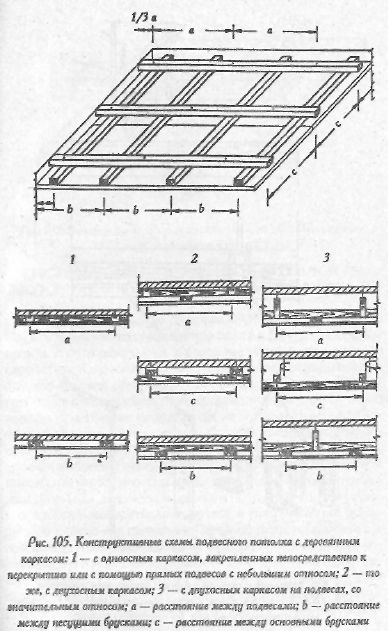 1/3 a
a a
c
c
b b b
1 2 3
a
a
a
c
c
b
b
b
Рис. 105. Конструктивные схемы подвесного потолка с деревянным
каркасом: 1 — с одноосным каркасом, закрепленным непосредственно к
перекрытию или с помощью прямых подвесов с небольшим относом; 2 — то
же, с двухосным каркасом; 3 — с двухосным каркасом на подвесах, со
значительным относом; a — расстояние между подвесами; b — расстояние
между несущими брусками; c — расстояние между основными брусками